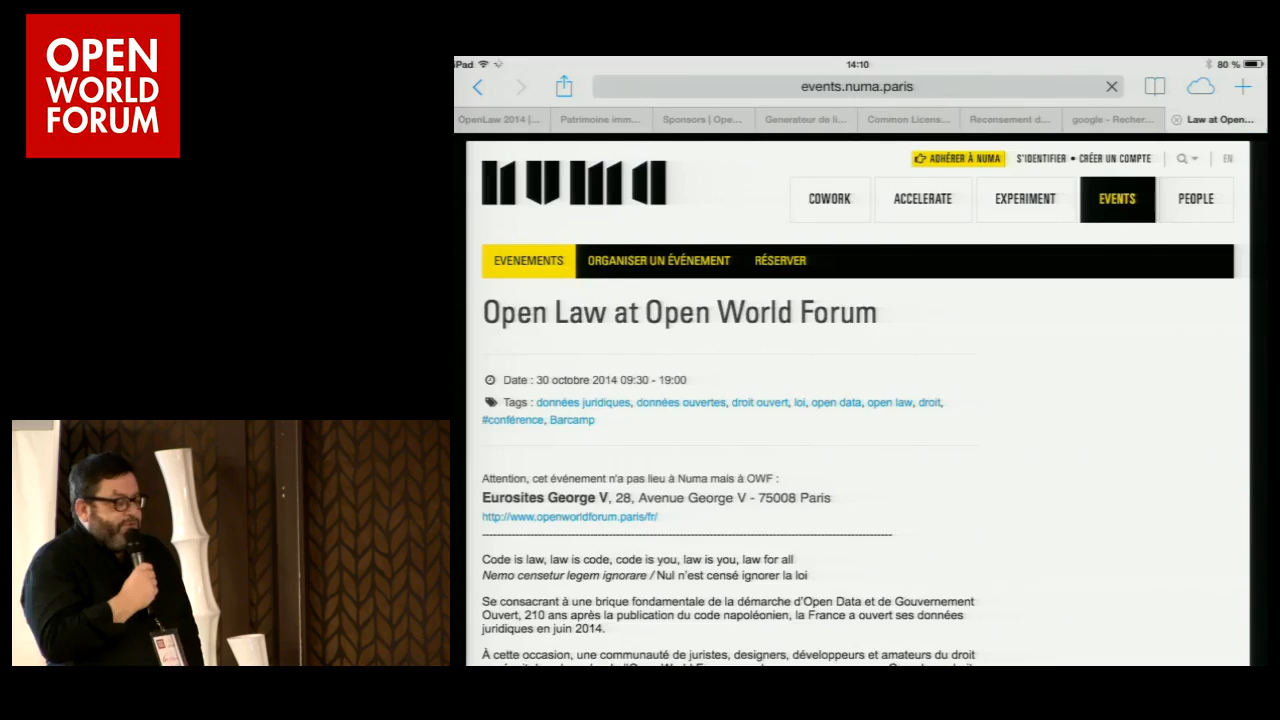 OPEN
WORLD
FORUM
iPad
14:10
80 %
events.numa.paris
OpenLaw 2014 |...
Patrimoine imm...
Sponsors | Ope...
Generateur de li...
Common Licens...
Recensement d...
google - Recher...
Law at Open...
numa
ADHÉRER À NUMA
S'IDENTIFIER • CRÉER UN COMPTE
EN
COWORK
ACCELERATE
EXPERIMENT
EVENTS
PEOPLE
EVENEMENTS
ORGANISER UN ÉVÉNEMENT
RÉSERVER
Open Law at Open World Forum
Date : 30 octobre 2014 09:30 - 19:00
Tags : données juridiques, données ouvertes, droit ouvert, loi, open data, open law, droit,
#conférence, Barcamp
Attention, cet événement n'a pas lieu à Numa mais à OWF :
Eurosites George V, 28, Avenue George V - 75008 Paris
http://www.openworldforum.paris/fr/
Code is law, law is code, code is you, law is you, law for all
Nemo censetur legem ignorare / Nul n'est censé ignorer la loi
Se consacrant à une brique fondamentale de la démarche d'Open Data et de Gouvernement
Ouvert, 210 ans après la publication du code napoléonien, la France a ouvert ses données
juridiques en juin 2014.
À cette occasion, une communauté de juristes, designers, développeurs et amateurs du droit